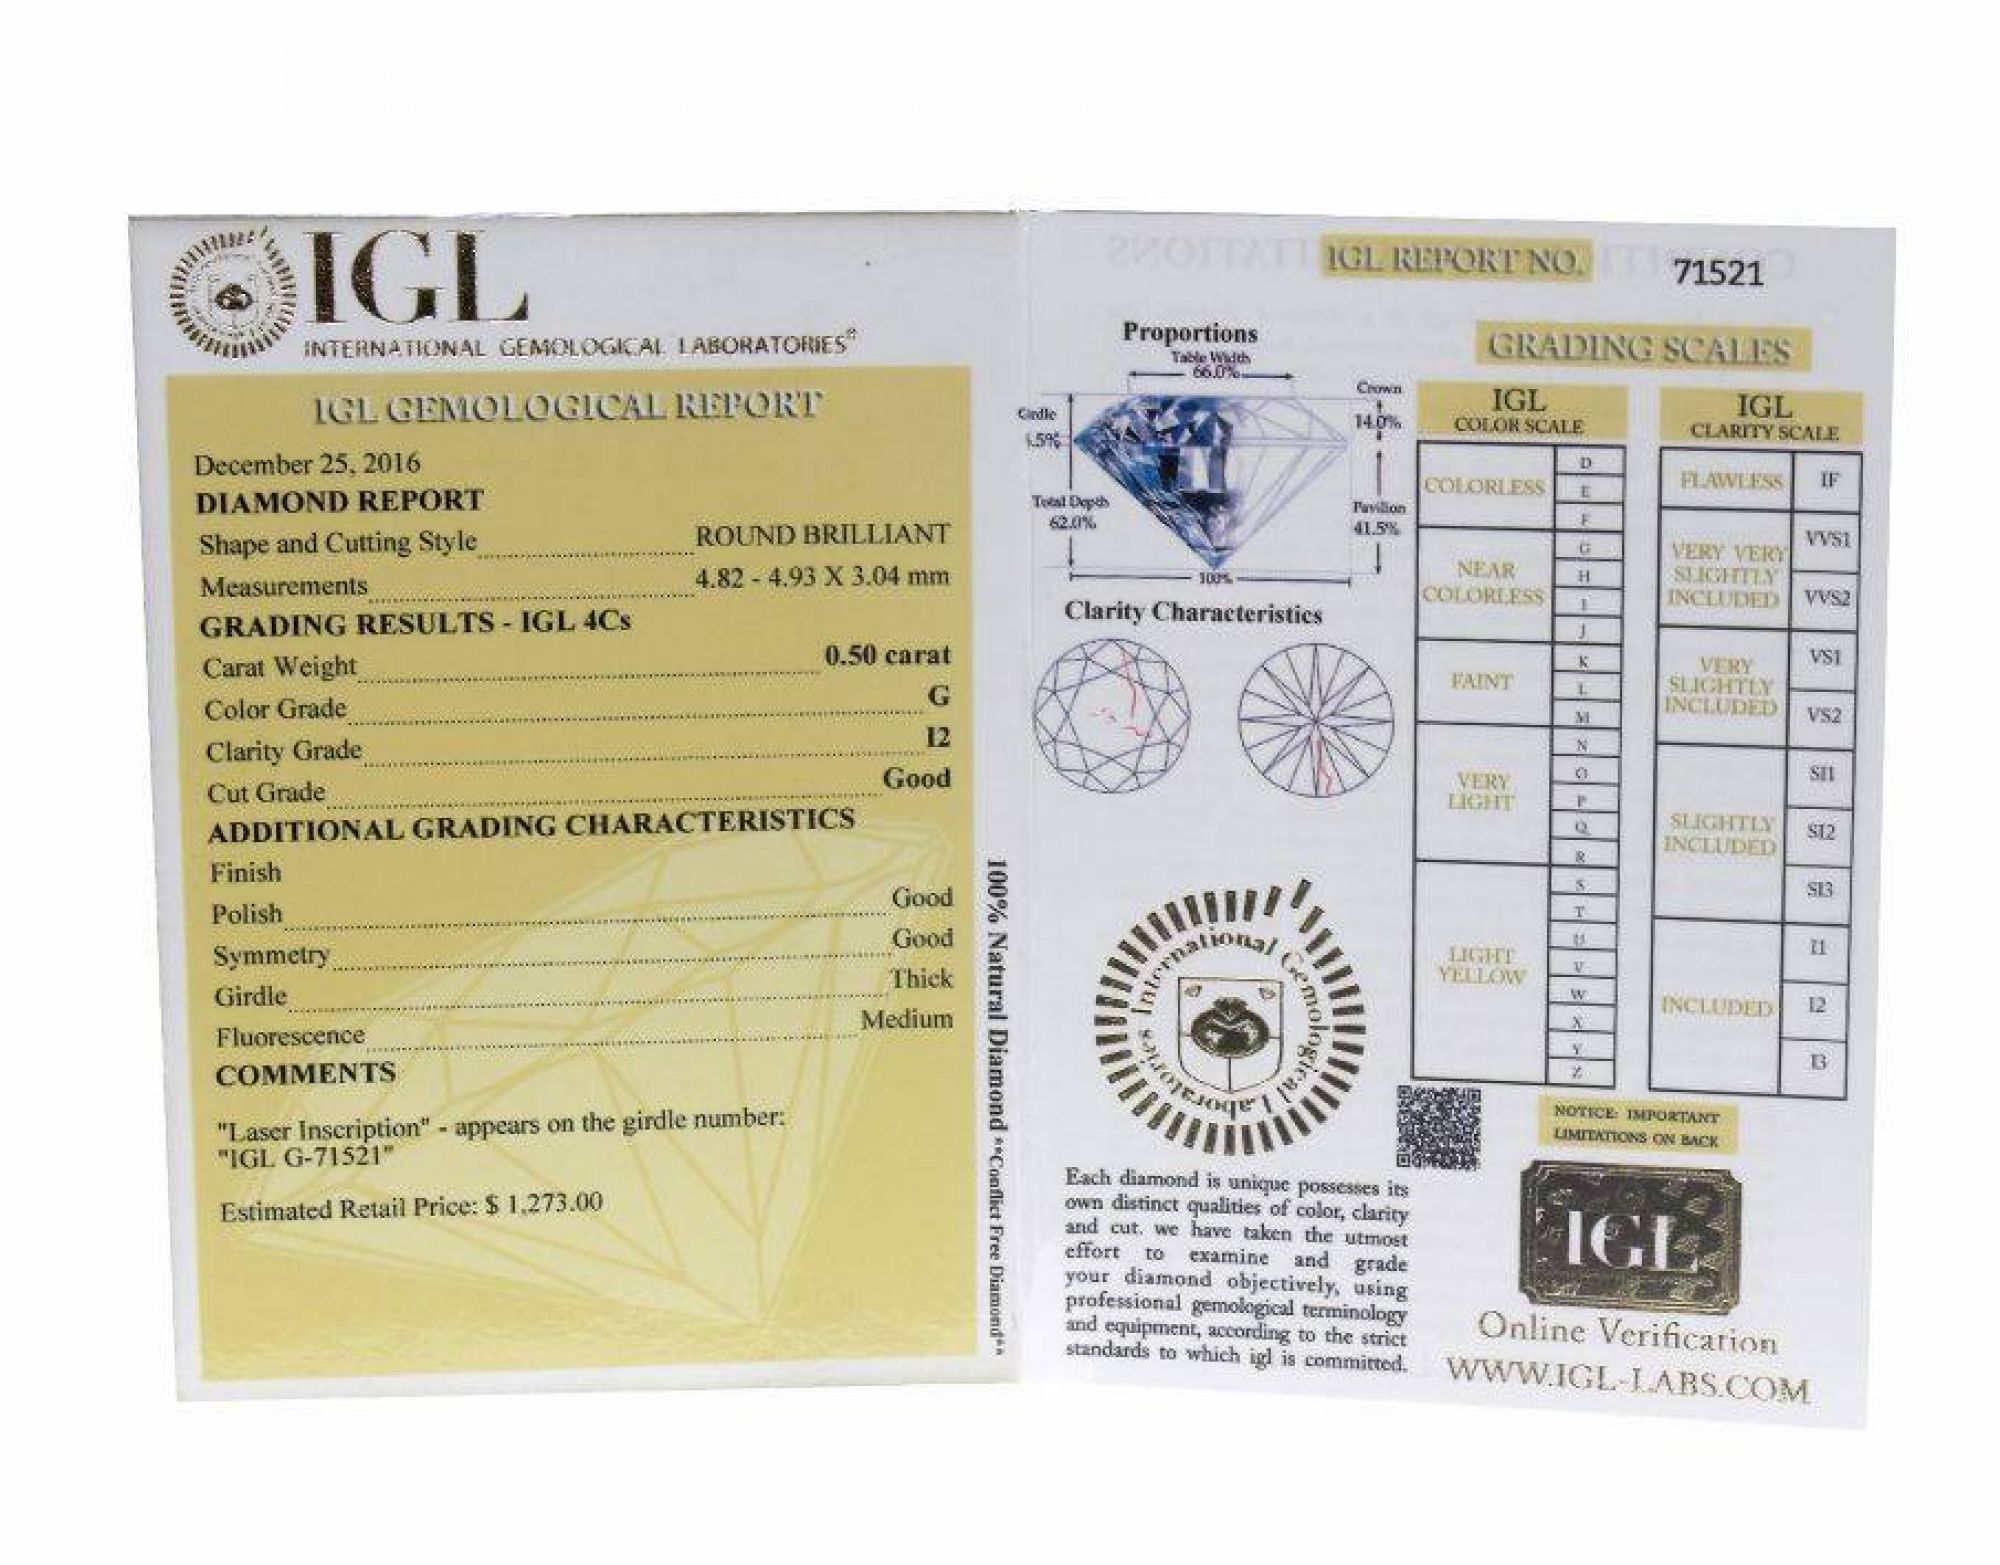 IGL
INTERNATIONAL GEMOLOGICAL LABORATORIES®
IGL GEMOLOGICAL REPORT
December 25, 2016
DIAMOND REPORT
Shape and Cutting Style ROUND BRILLIANT
Measurements 4.82 - 4.93 X 3.04 mm
GRADING RESULTS - IGL 4Cs
Carat Weight 0.50 carat
Color Grade G
Clarity Grade I2
Cut Grade Good
ADDITIONAL GRADING CHARACTERISTICS
Finish
Polish Good
Symmetry Good
Girdle Thick
Fluorescence Medium
COMMENTS
"Laser Inscription" - appears on the girdle number:
"IGL G-71521"
Estimated Retail Price: $ 1,273.00
100% Natural Diamond **Conflict Free Diamond**
IGL REPORT NO. 71521
Proportions
Table Width
66.0%
Girdle
Crown
14.0%
Total Depth
62.0%
Pavilion
41.5%
100%
Clarity Characteristics
International Gemological Laboratories
Each diamond is unique possesses its
own distinct qualities of color, clarity
and cut. we have taken the utmost
effort to examine and grade
your diamond objectively, using
professional gemological terminology
and equipment, according to the strict
standards to which igl is committed.
GRADING SCALES
IGL
COLOR SCALE
COLORLESS
D
E
F
NEAR
COLORLESS
G
H
I
J
FAINT
K
L
M
VERY
LIGHT
N
O
P
Q
R
LIGHT
YELLOW
S
T
U
V
W
X
Y
Z
IGL
CLARITY SCALE
FLAWLESS
IF
VERY VERY
SLIGHTLY
INCLUDED
VVS1
VVS2
VERY
SLIGHTLY
INCLUDED
VS1
VS2
SLIGHTLY
INCLUDED
SI1
SI2
SI3
INCLUDED
I1
I2
I3
NOTICE: IMPORTANT
LIMITATIONS ON BACK
IGL
Online Verification
WWW.IGL-LABS.COM